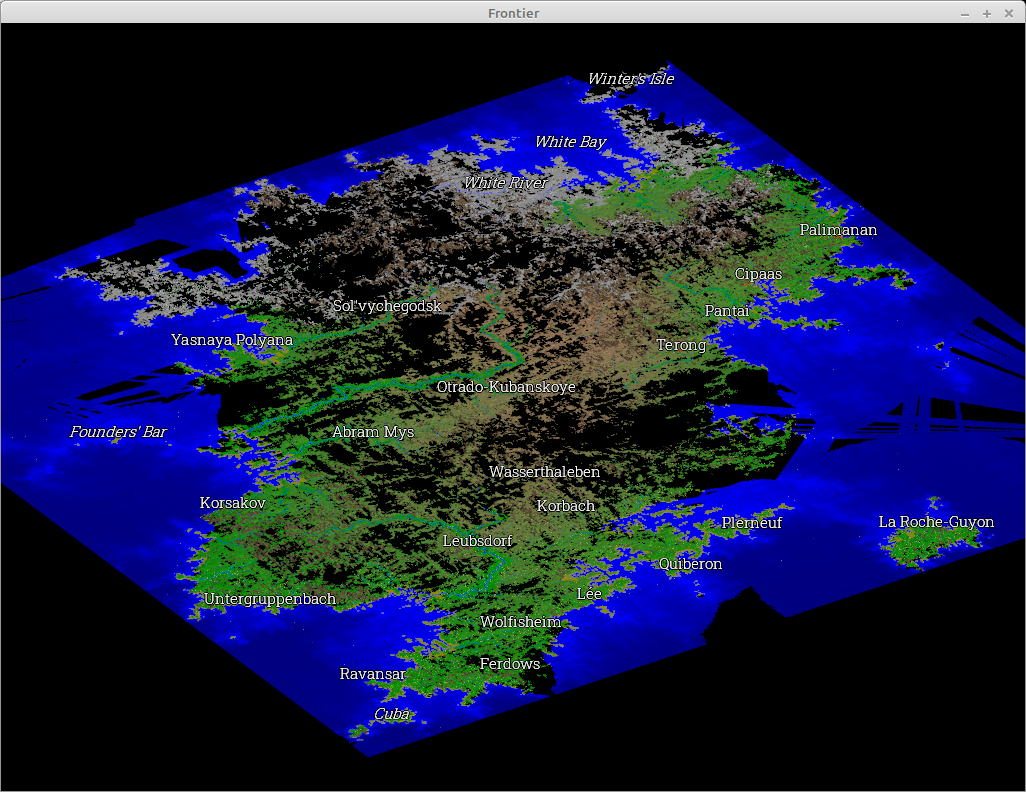 Frontier
Winter's Isle
White Bay
White River
Palimanan
Cipaas
Sol'vychegodsk
Pantai
Yasnaya Polyana
Terong
Otrado-Kubanskoye
Founders' Bar
Abram Mys
Wasserthaleben
Korsakov
Korbach
Plerneuf
La Roche-Guyon
Leubsdorf
Quiberon
Lee
Untergruppenbach
Wolfisheim
Ferdows
Ravansar
Cuba